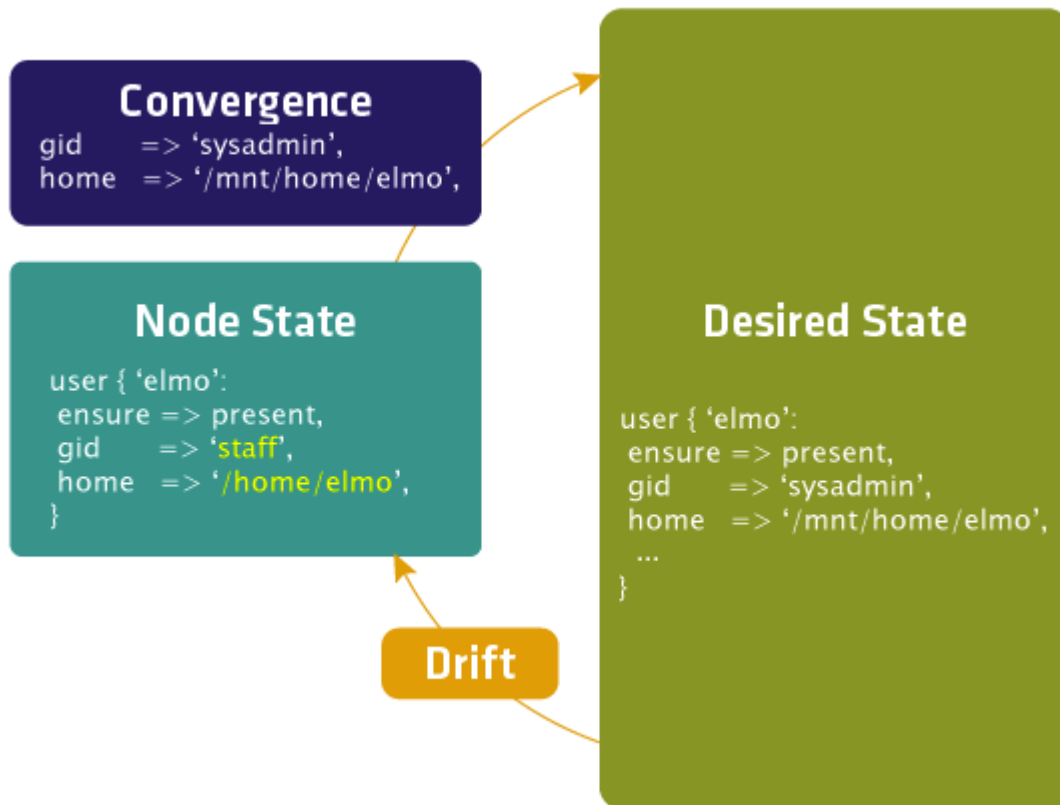 Convergence
gid => ‘sysadmin’,
home => ‘/mnt/home/elmo’,
Node State
user { ‘elmo’:
ensure => present,
gid => ‘staff’,
home => ‘/home/elmo’,
}
Drift
Desired State
user { ‘elmo’:
ensure => present,
gid => ‘sysadmin’,
home => ‘/mnt/home/elmo’,
...
}